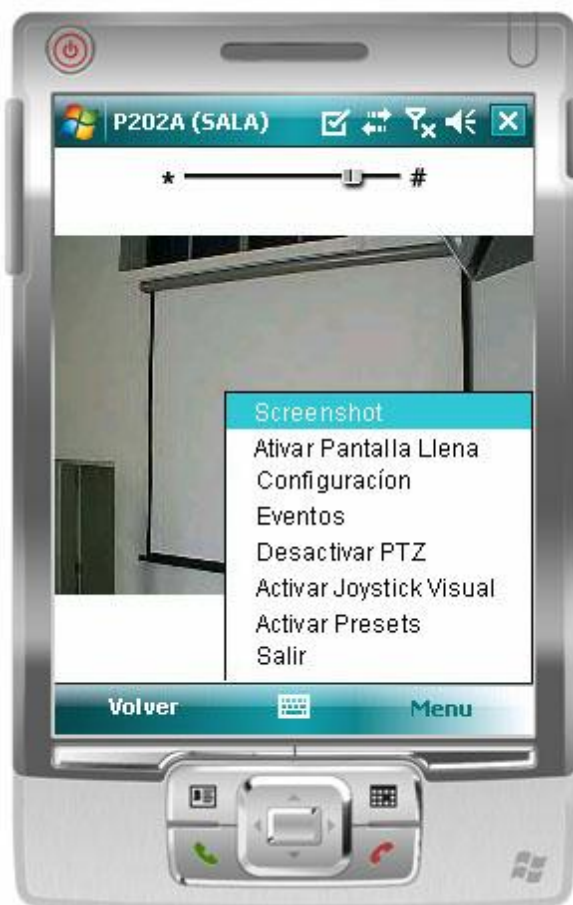 P202A (SALA)
* #
Screenshot
Ativar Pantalla Llena
Configuracíon
Eventos
Desactivar PTZ
Activar Joystick Visual
Activar Presets
Salir
Volver Menu